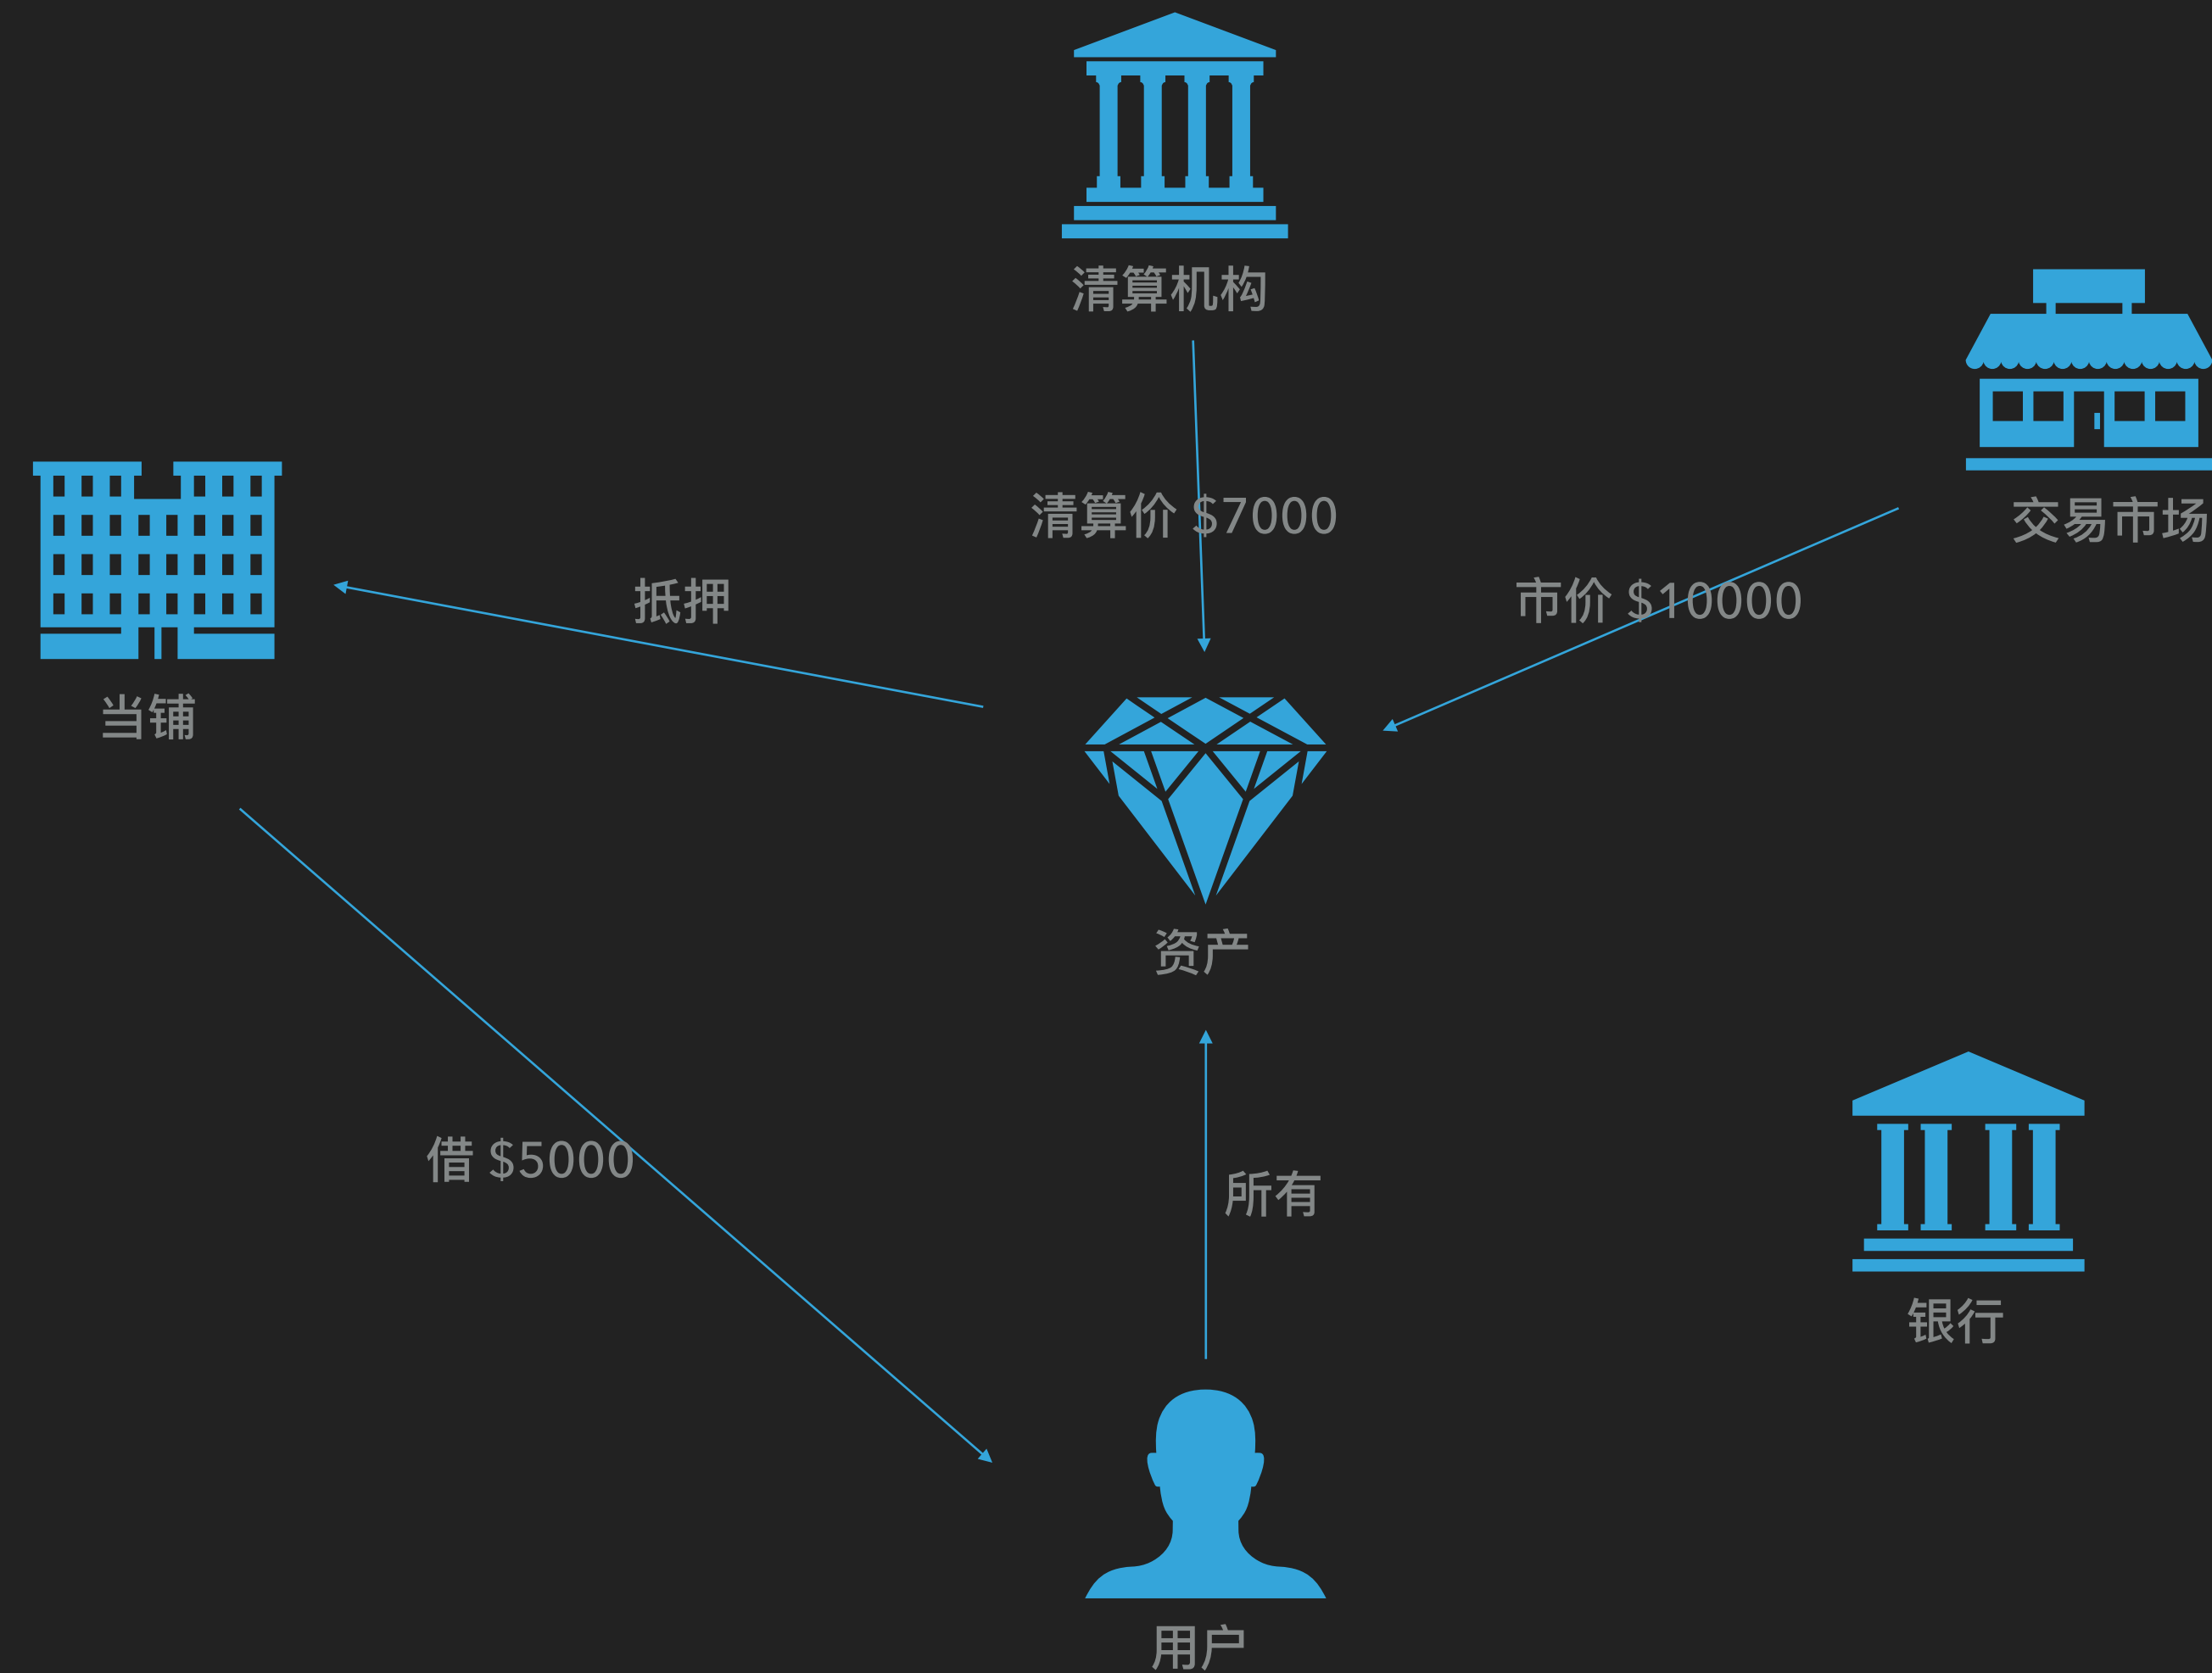 清算机构
清算价 $7000
交易市场
抵押
市价 $10000
当铺
资产
借 $5000
所有
银行
用户